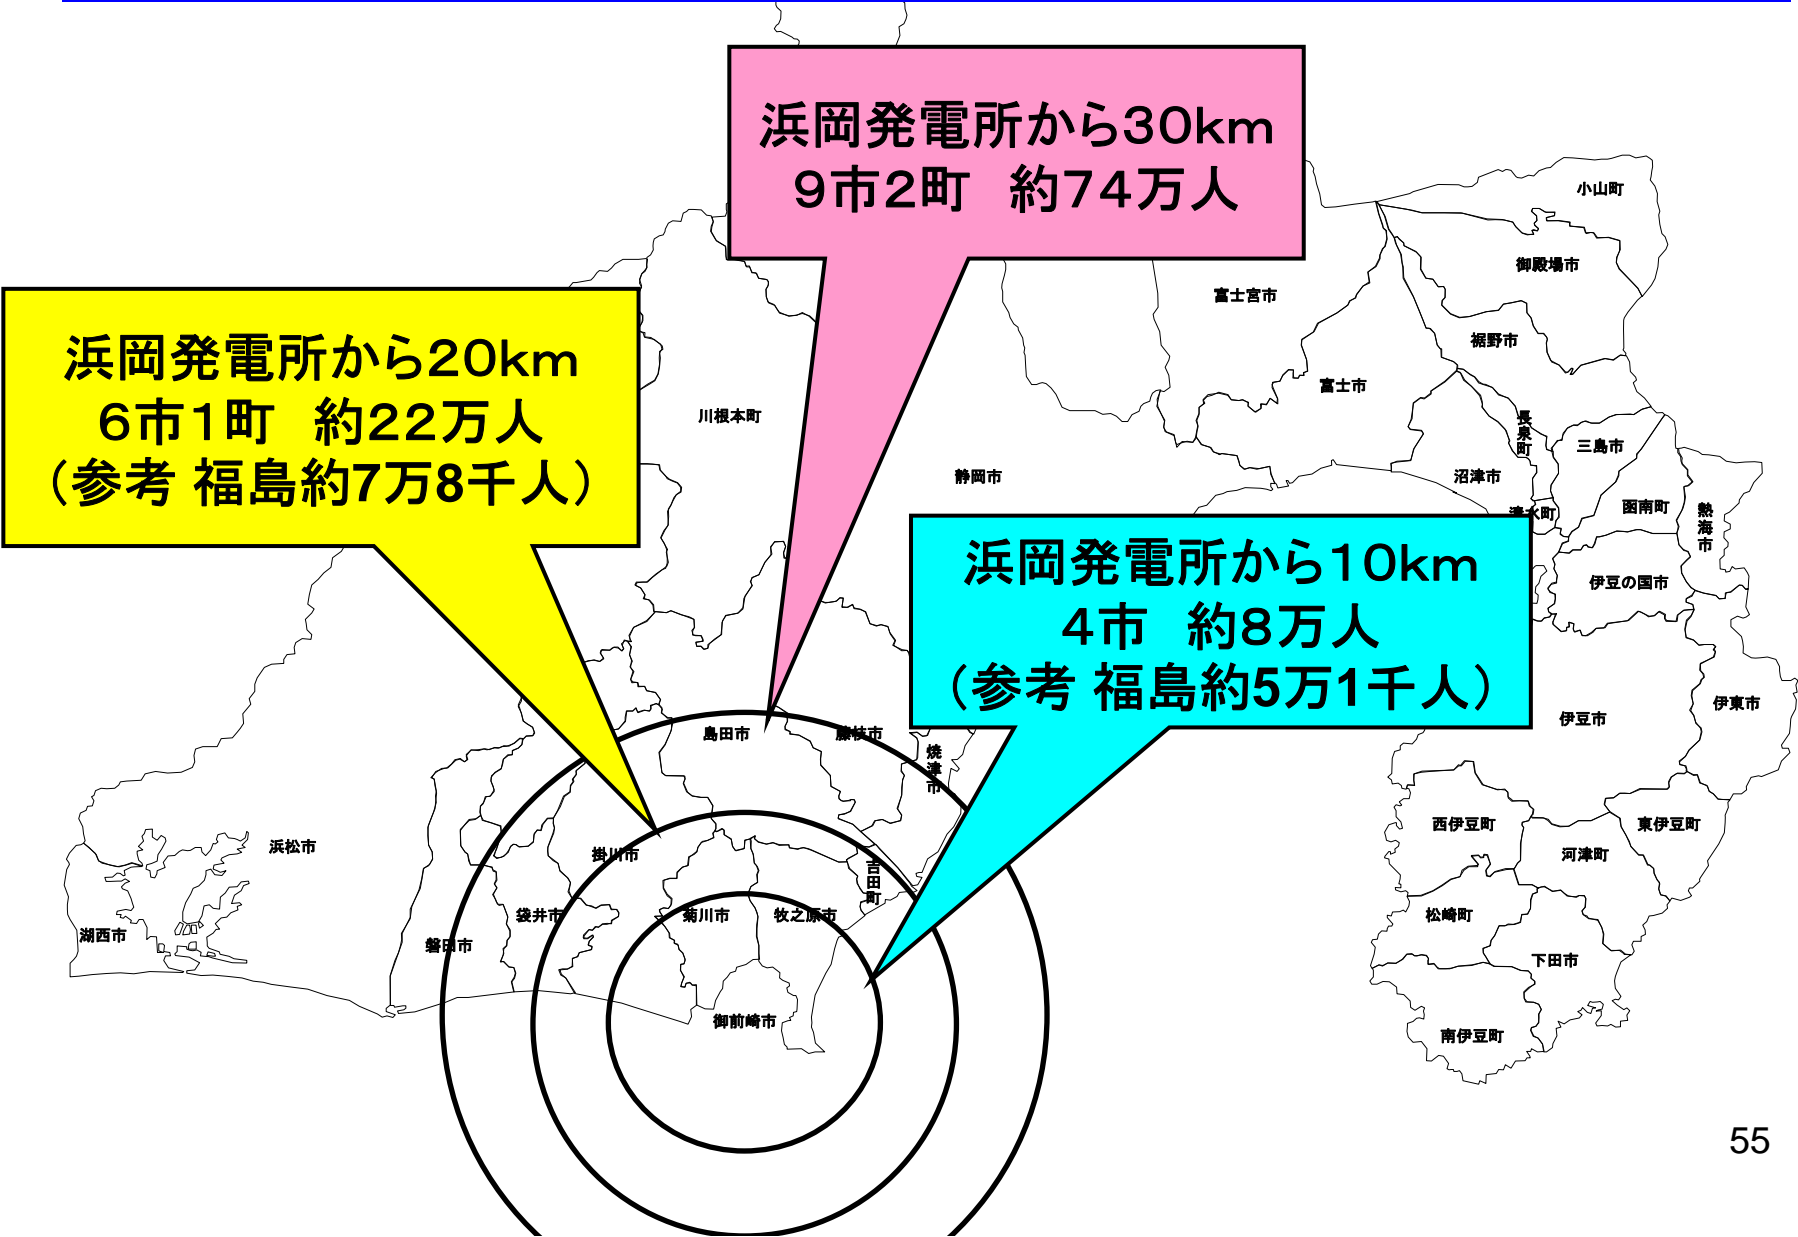 浜岡発電所から30km
9市2町　約74万人
浜岡発電所から20km
6市1町　約22万人
（参考 福島約7万8千人）
浜岡発電所から10km
4市　約8万人
（参考 福島約5万1千人）
小山町
御殿場市
富士宮市
裾野市
富士市
川根本町
長泉町
三島市
静岡市
沼津市
清水町
函南町
熱海市
伊豆の国市
伊東市
伊豆市
島田市
藤枝市
焼津市
西伊豆町
東伊豆町
浜松市
掛川市
河津町
吉田町
袋井市
菊川市
牧之原市
松崎町
湖西市
磐田市
下田市
御前崎市
南伊豆町
55